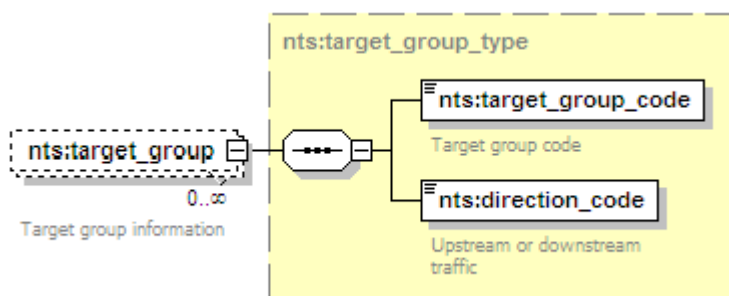 nts:target_group_type
nts:target_group_code
Target group code
nts:target_group
0..∞
Target group information
nts:direction_code
Upstream or downstream
traffic